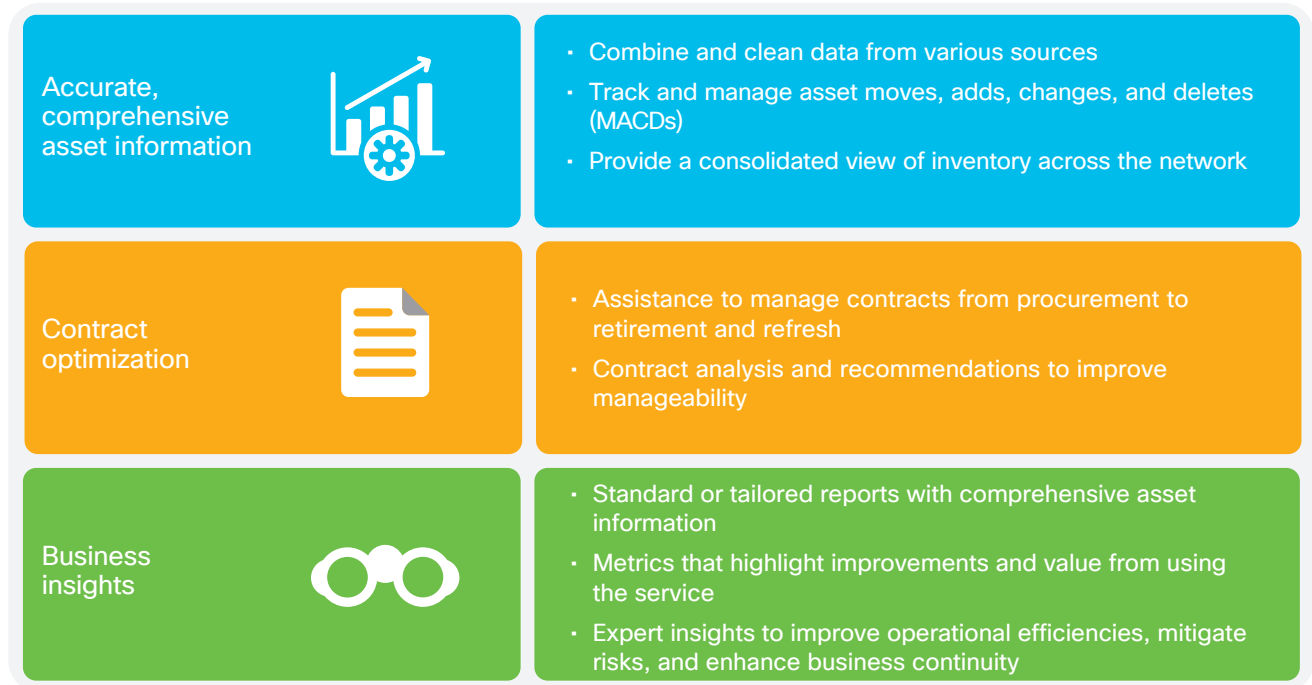 Accurate,
comprehensive
asset information
· Combine and clean data from various sources
· Track and manage asset moves, adds, changes, and deletes
(MACDs)
· Provide a consolidated view of inventory across the network
Contract
optimization
· Assistance to manage contracts from procurement to
retirement and refresh
· Contract analysis and recommendations to improve
manageability
Business
insights
· Standard or tailored reports with comprehensive asset
information
· Metrics that highlight improvements and value from using
the service
· Expert insights to improve operational efficiencies, mitigate
risks, and enhance business continuity